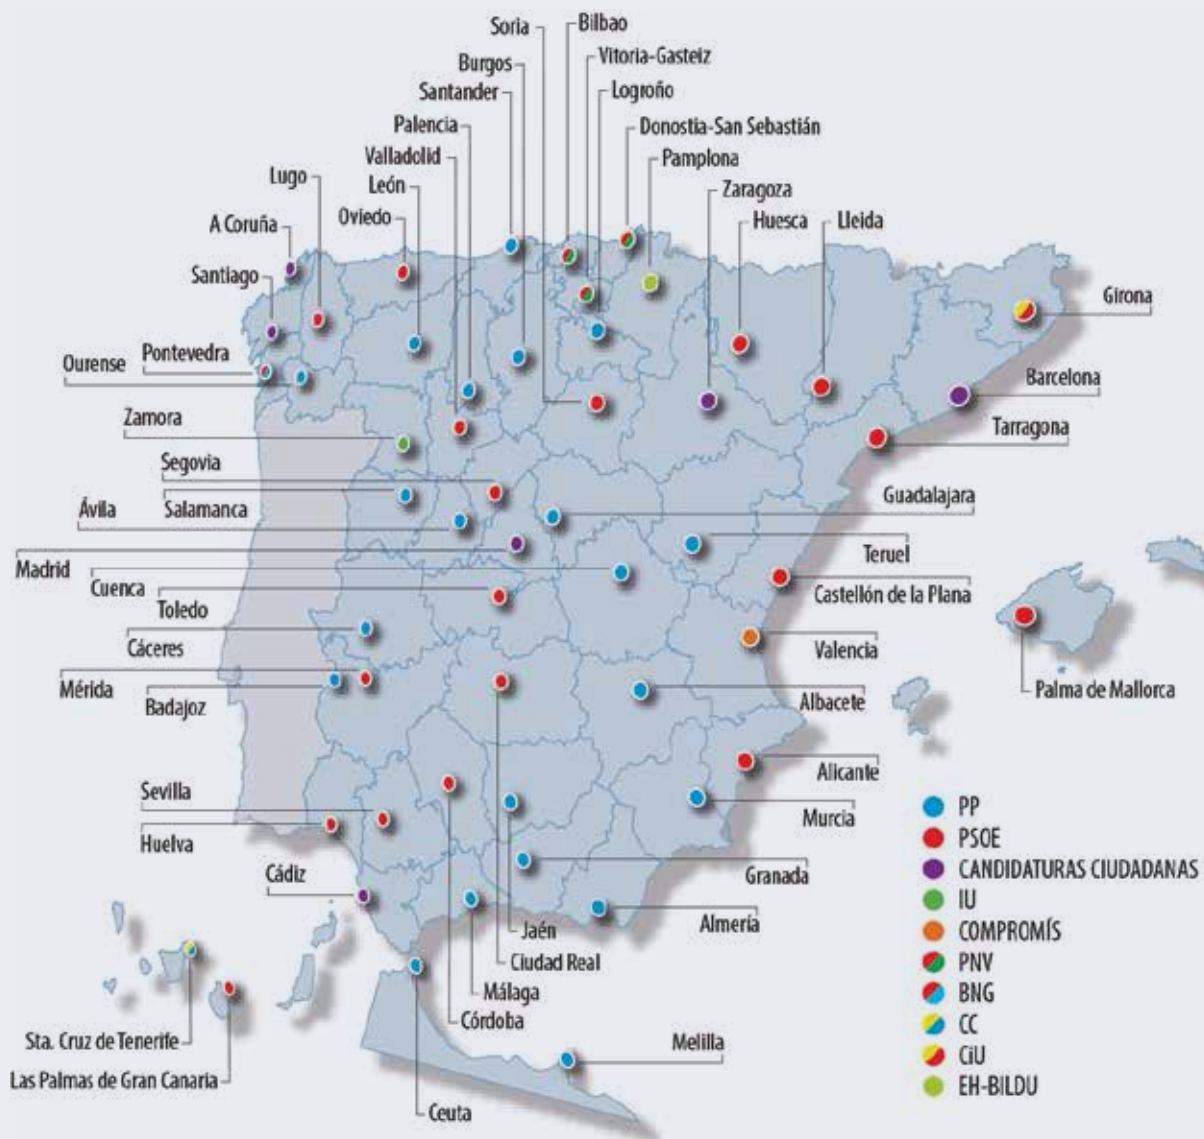 Soria
Bilbao
Burgos
Vitoria-Gasteiz
Santander
Logroño
Palencia
Donostia-San Sebastián
Valladolid
Pamplona
Lugo
León
Zaragoza
A Coruña
Oviedo
Huesca
Lleida
Santiago
Girona
Ourense
Pontevedra
Barcelona
Zamora
Tarragona
Segovia
Guadalajara
Ávila
Salamanca
Teruel
Madrid
Cuenca
Castellón de la Plana
Toledo
Cáceres
Valencia
Mérida
Badajoz
Albacete
Palma de Mallorca
Alicante
Sevilla
Murcia
Huelva
Cádiz
Granada
Almería
Jaén
Ciudad Real
Málaga
Córdoba
Sta. Cruz de Tenerife
Melilla
Las Palmas de Gran Canaria
Ceuta
PP
PSOE
CANDIDATURAS CIUDADANAS
IU
COMPROMÍS
PNV
BNG
CC
CiU
EH-BILDU